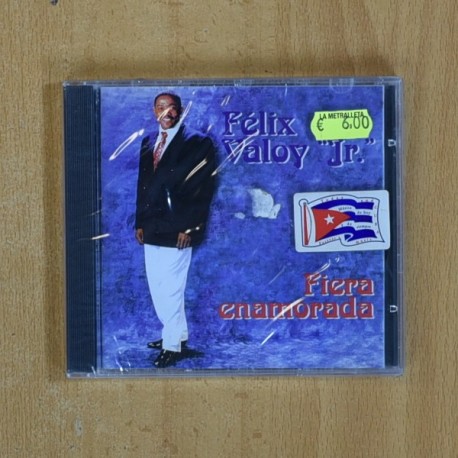 Félix
Valoy "Jr."
LA METRALLETA
€ 6,00
Fiera
enamorada